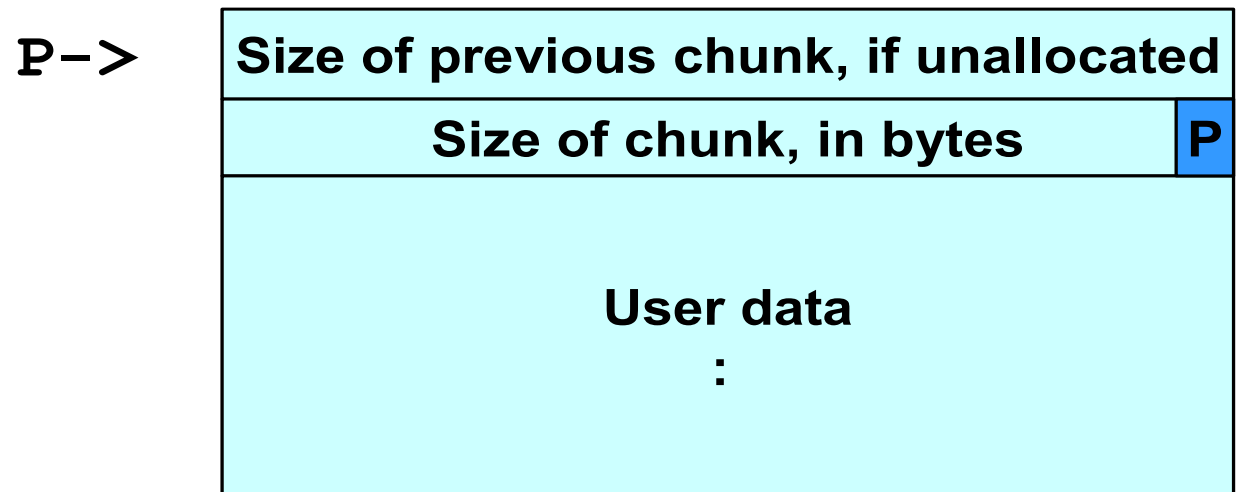 P-> Size of previous chunk, if unallocated
Size of chunk, in bytes P
User data
: